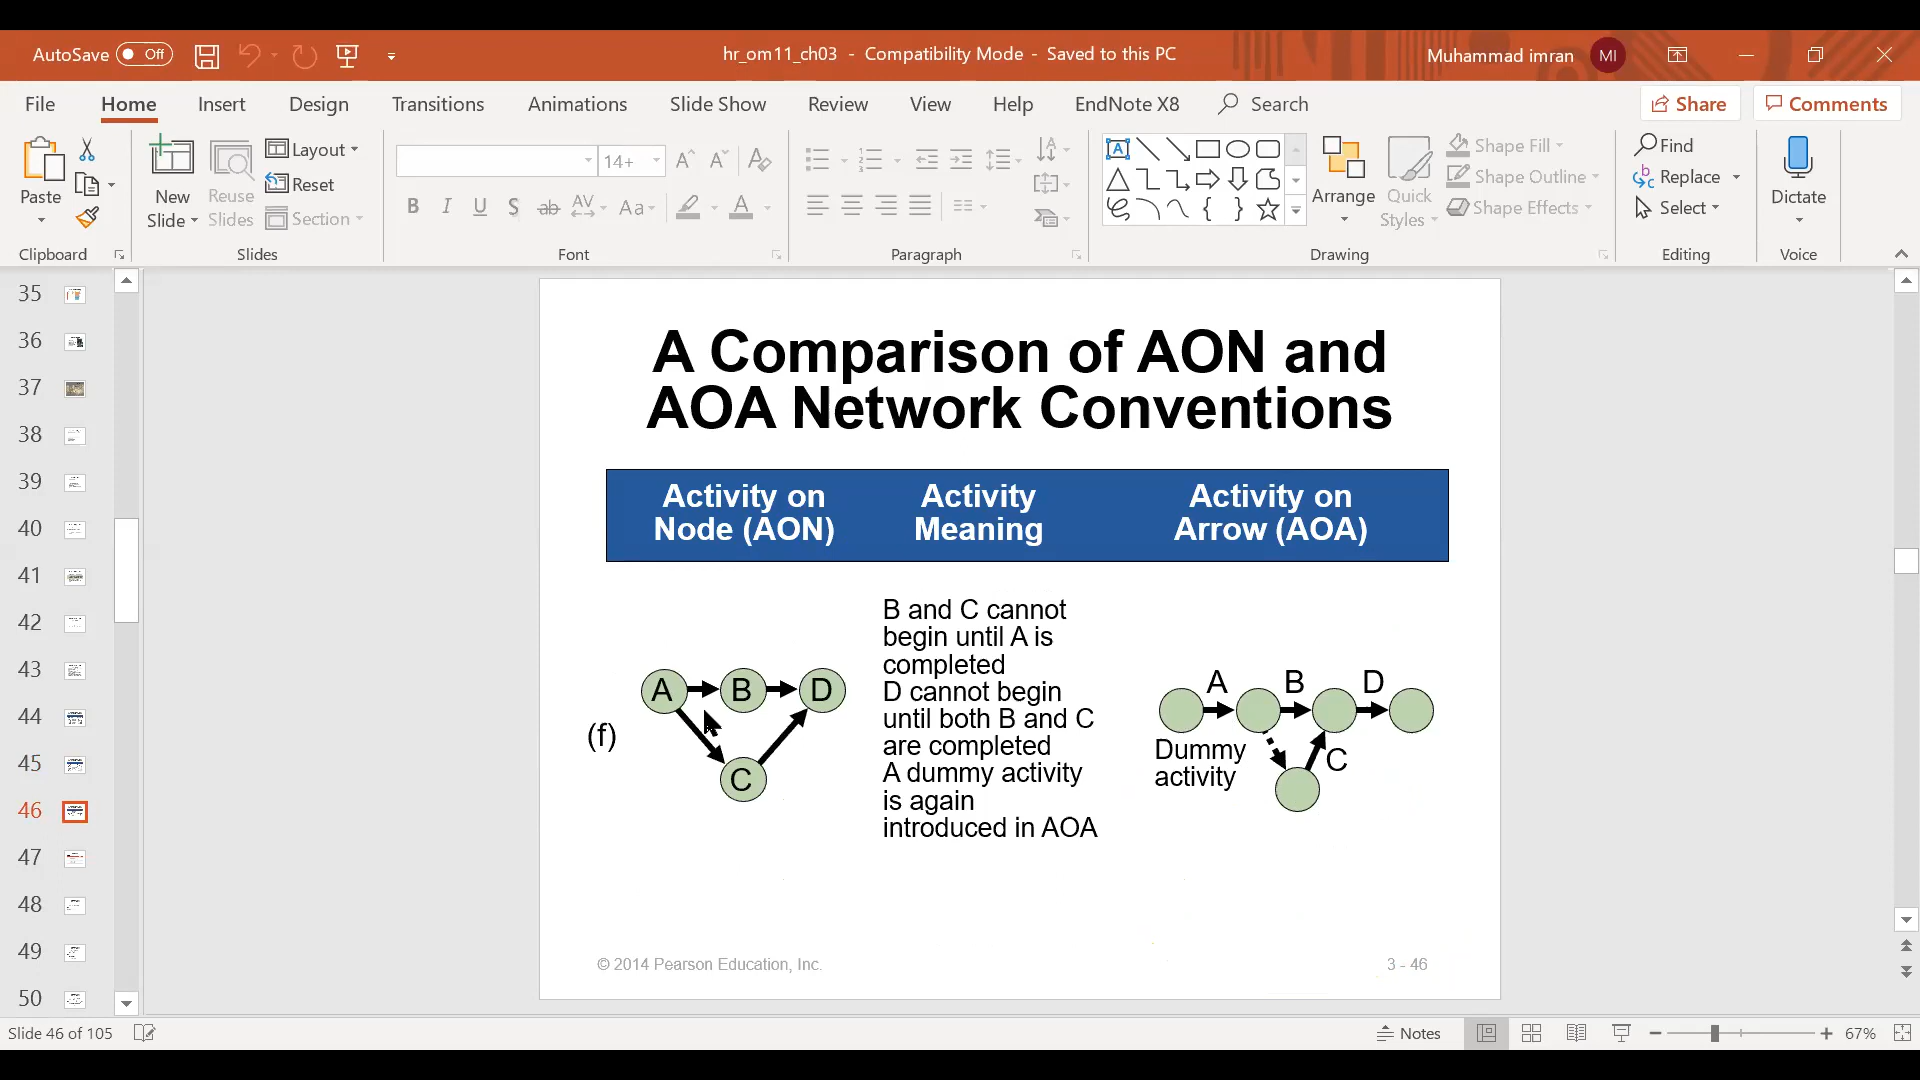 AutoSave Off
hr_om11_ch03 - Compatibility Mode - Saved to this PC
Muhammad imran MI
File Home Insert Design Transitions Animations Slide Show Review View Help EndNote X8 Search
Share Comments
Paste
New
Slide
Reuse
Slides
Layout
Reset
Section
14+
B I U S ab AV Aa A
Arrange
Quick
Styles
Shape Fill
Shape Outline
Shape Effects
Find
Replace
Select
Dictate
Clipboard Slides Font Paragraph Drawing Editing Voice
35
36
37
38
39
40
41
42
43
44
45
46
47
48
49
50
A Comparison of AON and
AOA Network Conventions
Activity on
Node (AON)
Activity
Meaning
Activity on
Arrow (AOA)
(f)
A B D
C
B and C cannot
begin until A is
completed
D cannot begin
until both B and C
are completed
A dummy activity
is again
introduced in AOA
A B D
Dummy
activity
C
© 2014 Pearson Education, Inc.
3 - 46
Slide 46 of 105
Notes
67%